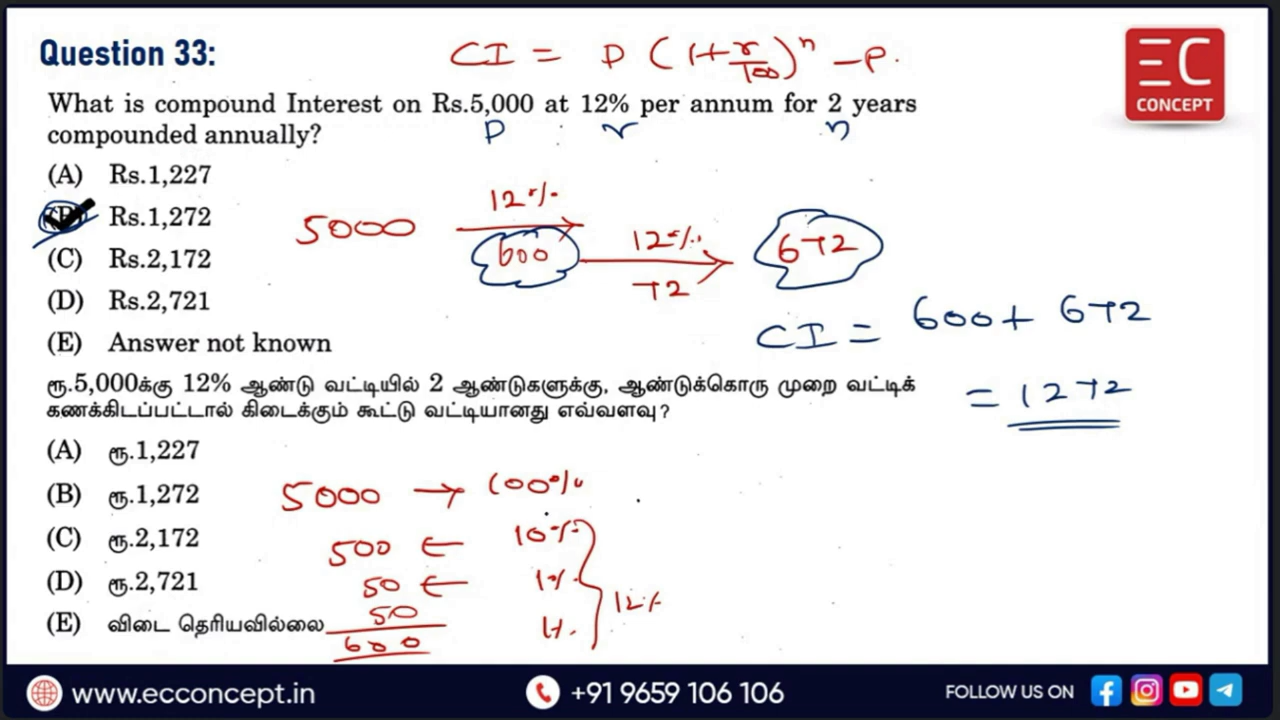 Question 33:
CI = P (1+r/100)^n - P.
EC
CONCEPT
What is compound Interest on Rs.5,000 at 12% per annum for 2 years
P r n
compounded annually?
(A) Rs.1,227
(B) Rs.1,272
(C) Rs.2,172
(D) Rs.2,721
(E) Answer not known
5000 12% 600 12% 72 672
CI = 600+ 672
= 1272
ரூ.5,000க்கு 12% ஆண்டு வட்டியில் 2 ஆண்டுகளுக்கு, ஆண்டுக்கொரு முறை வட்டிக்
கணக்கிடப்பட்டால் கிடைக்கும் கூட்டு வட்டியானது எவ்வளவு?
(A) ரூ.1,227
(B) ரூ.1,272
(C) ரூ.2,172
(D) ரூ.2,721
(E) விடை தெரியவில்லை
5000 → 100%
500 ← 10%
50 ← 1%
50 1%
12%
600
www.ecconcept.in
+91 9659 106 106
FOLLOW US ON